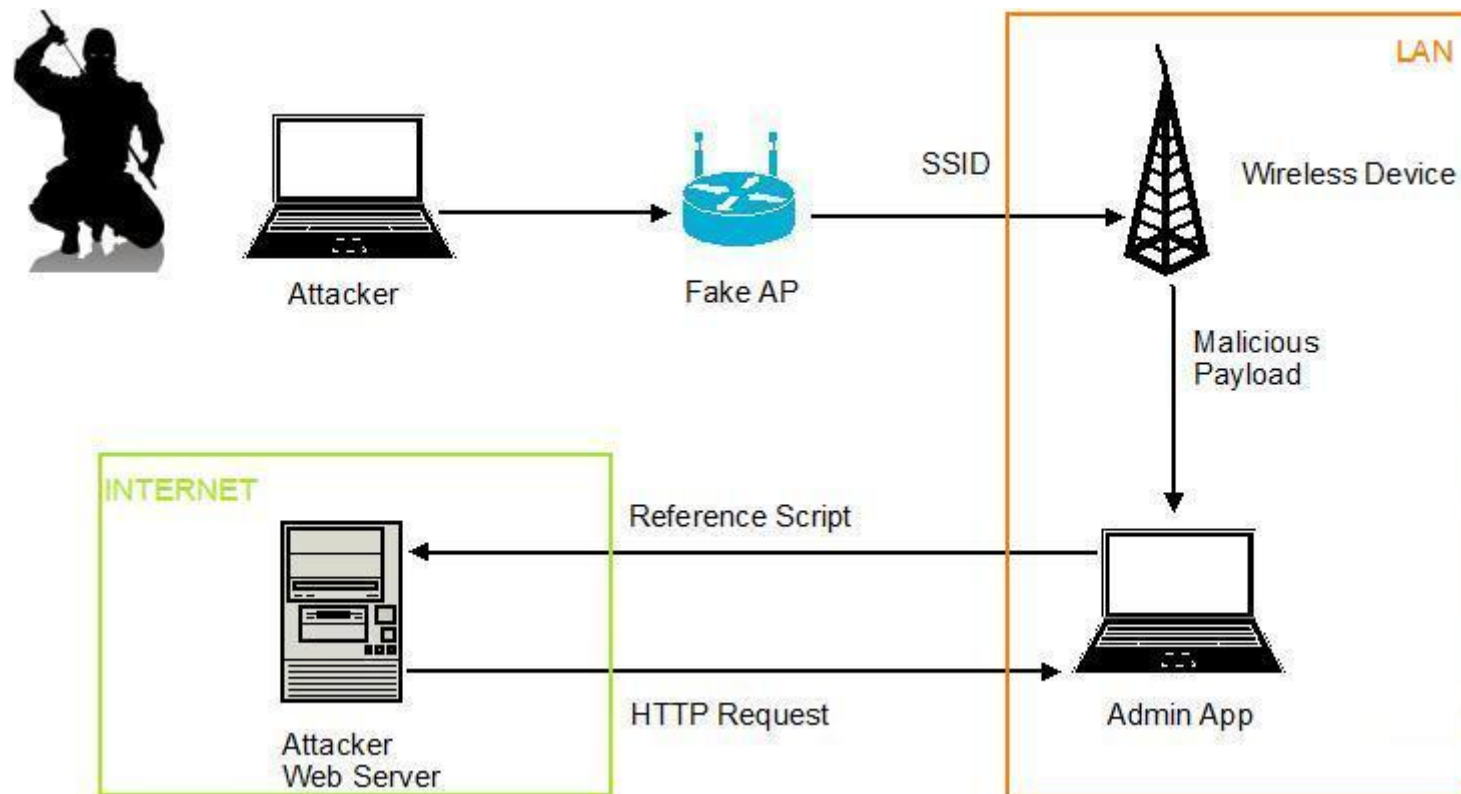 LAN
SSID
Wireless Device
Attacker
Fake AP
Malicious
Payload
INTERNET
Reference Script
HTTP Request
Admin App
Attacker
Web Server